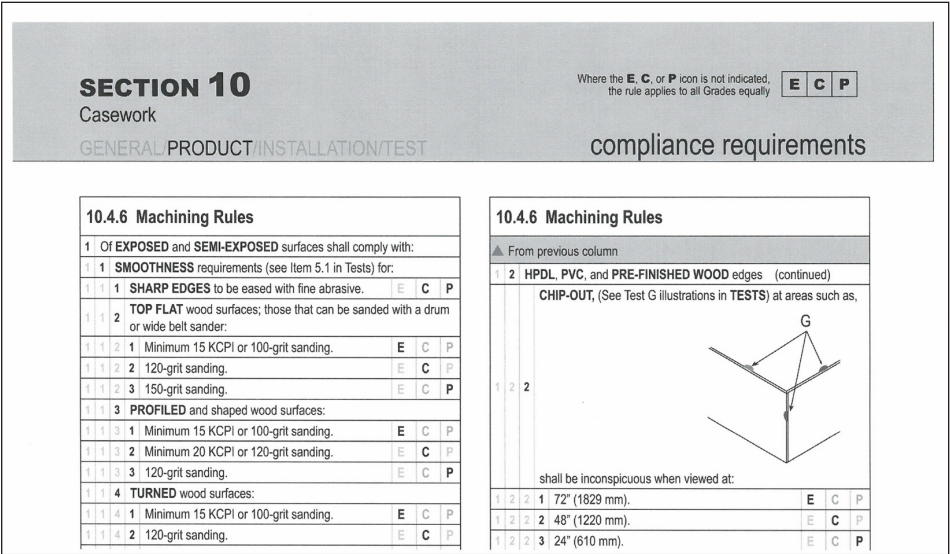 SECTION 10
Casework
GENERAL/PRODUCT/INSTALLATION/TEST
Where the E, C, or P icon is not indicated,
the rule applies to all Grades equally
E C P
compliance requirements
10.4.6 Machining Rules
1 Of EXPOSED and SEMI-EXPOSED surfaces shall comply with:
1 1 SMOOTHNESS requirements (see Item 5.1 in Tests) for:
1 1 1 SHARP EDGES to be eased with fine abrasive. E C P
1 1 2 TOP FLAT wood surfaces; those that can be sanded with a drum
or wide belt sander:
1 1 2 1 Minimum 15 KCPI or 100-grit sanding. E C P
1 1 2 2 120-grit sanding. E C P
1 1 2 3 150-grit sanding. E C P
1 1 3 PROFILED and shaped wood surfaces:
1 1 3 1 Minimum 15 KCPI or 100-grit sanding. E C P
1 1 3 2 Minimum 20 KCPI or 120-grit sanding. E C P
1 1 3 3 120-grit sanding. E C P
1 1 4 TURNED wood surfaces:
1 1 4 1 Minimum 15 KCPI or 100-grit sanding. E C P
1 1 4 2 120-grit sanding. E C P
10.4.6 Machining Rules
From previous column
1 2 HPDL, PVC, and PRE-FINISHED WOOD edges (continued)
CHIP-OUT, (See Test G illustrations in TESTS) at areas such as,
G
1 2 2
shall be inconspicuous when viewed at:
1 2 2 1 72" (1829 mm). E C P
1 2 2 2 48" (1220 mm). E C P
1 2 2 3 24" (610 mm). E C P